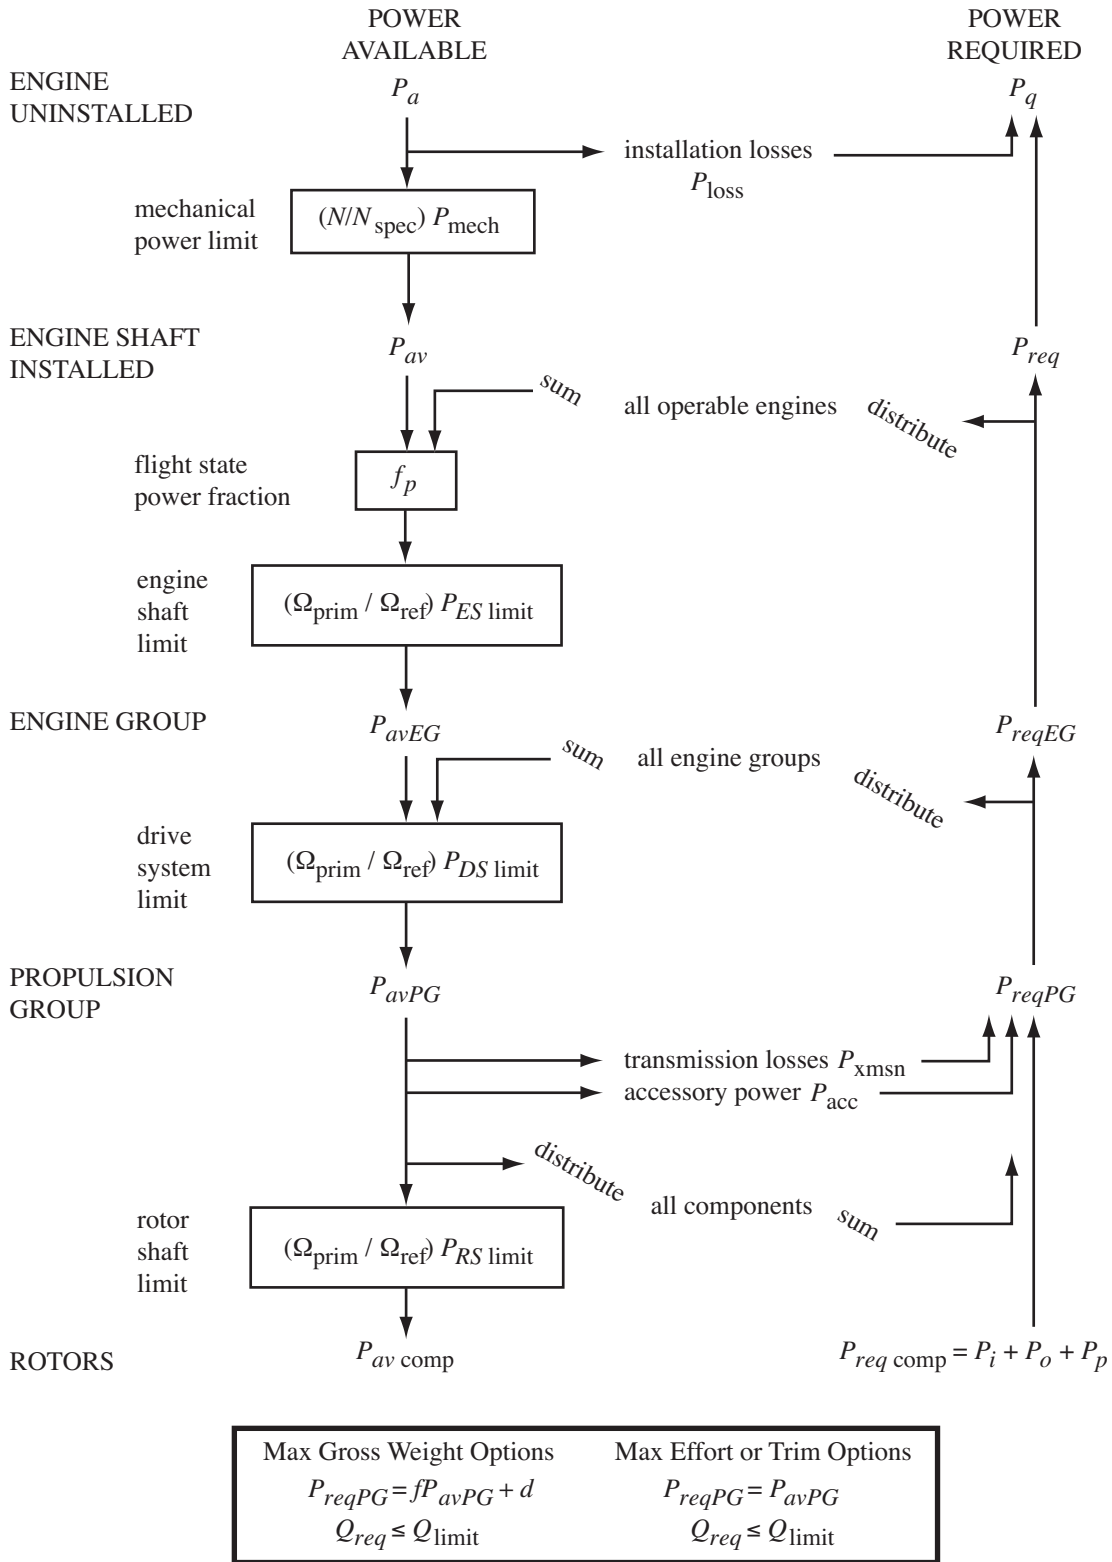 POWER
AVAILABLE
POWER
REQUIRED
ENGINE
UNINSTALLED
P_a
P_q
installation losses
P_loss
mechanical
power limit
(N/N_spec) P_mech
ENGINE SHAFT
INSTALLED
P_av
P_req
sum
all operable engines
distribute
flight state
power fraction
f_p
engine
shaft
limit
(Ω_prim / Ω_ref) P_ES limit
ENGINE GROUP
P_avEG
P_reqEG
sum
all engine groups
distribute
drive
system
limit
(Ω_prim / Ω_ref) P_DS limit
PROPULSION
GROUP
P_avPG
P_reqPG
transmission losses P_xmsn
accessory power P_acc
distribute
all components
sum
rotor
shaft
limit
(Ω_prim / Ω_ref) P_RS limit
ROTORS
P_av comp
P_req comp = P_i + P_o + P_p
Max Gross Weight Options
P_reqPG = fP_avPG + d
Q_req ≤ Q_limit
Max Effort or Trim Options
P_reqPG = P_avPG
Q_req ≤ Q_limit